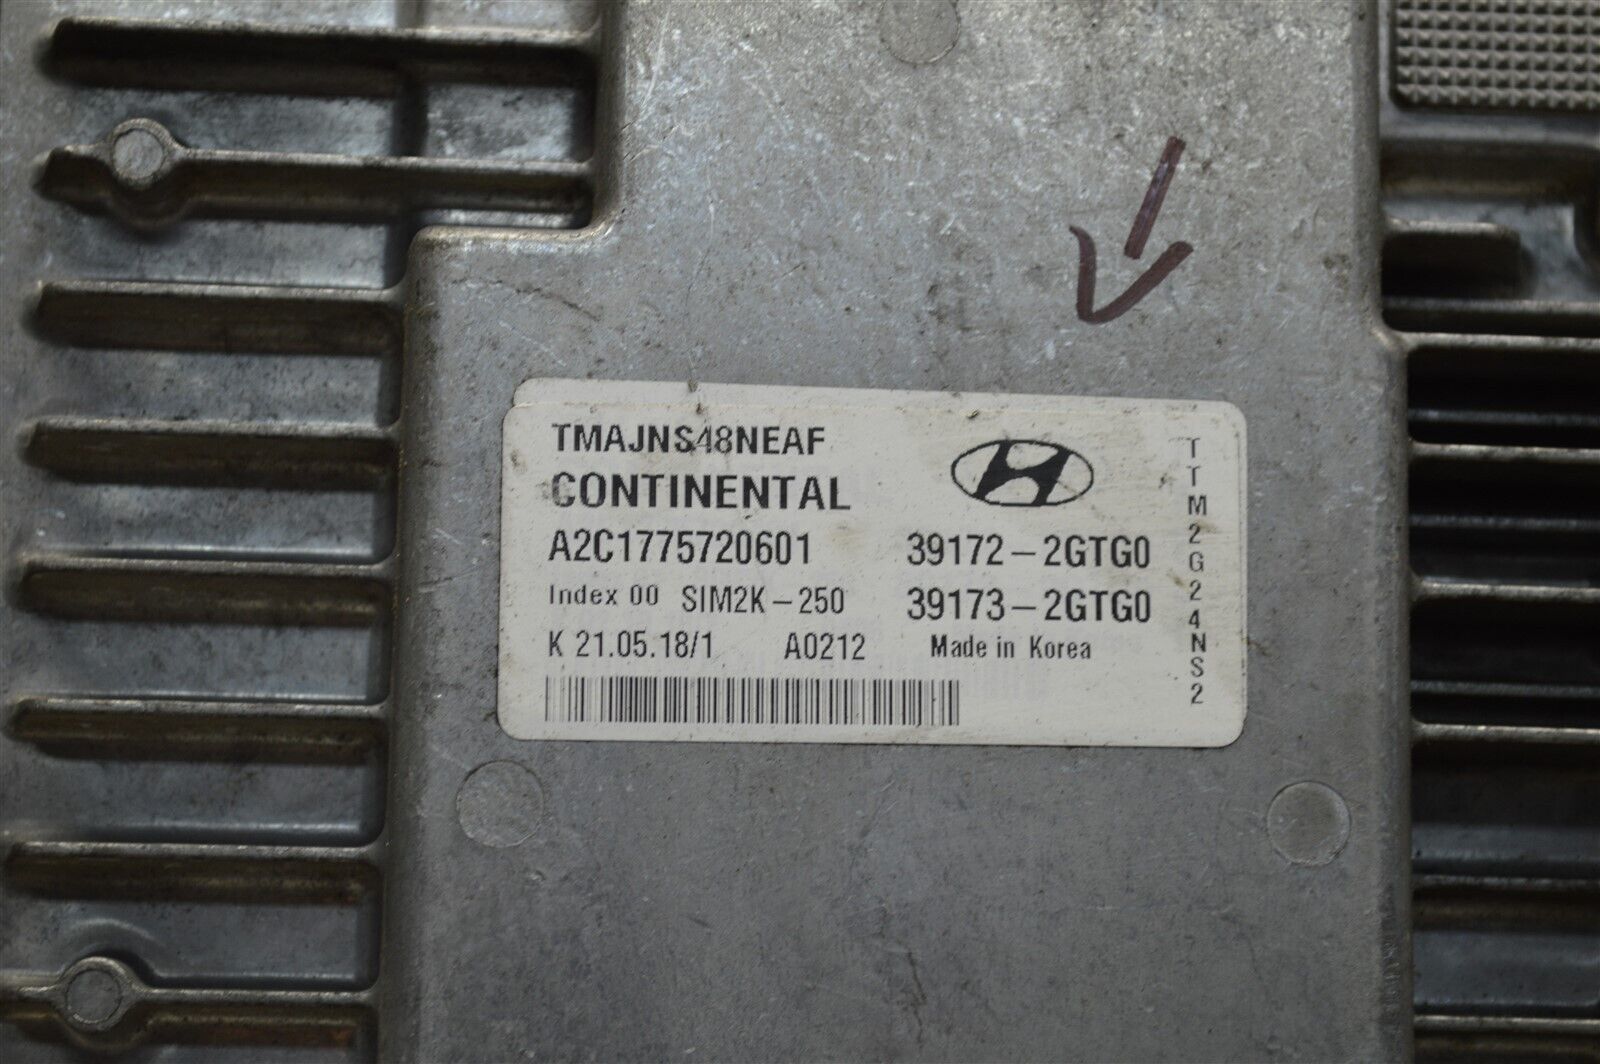 TMAJNS48NEAF
CONTINENTAL
A2C1775720601
39172-2GTG0
Index 00 SIM2K-250
39173-2GTG0
K 21.05.18/1 A0212 Made in Korea
TTM2G24NS2